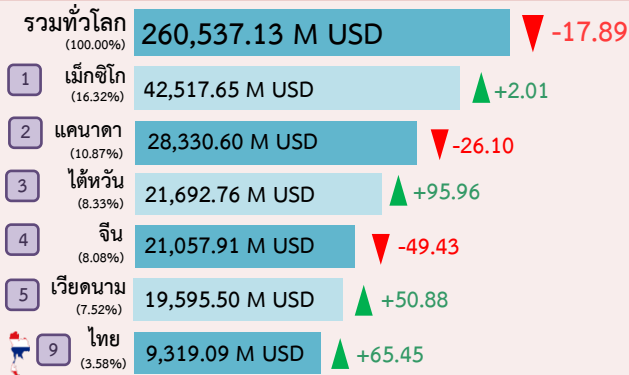 รวมทั่วโลก
(100.00%)
260,537.13 M USD
-17.89
1
เม็กซิโก
(16.32%)
42,517.65 M USD
+2.01
2
แคนาดา
(10.87%)
28,330.60 M USD
-26.10
3
ไต้หวัน
(8.33%)
21,692.76 M USD
+95.96
4
จีน
(8.08%)
21,057.91 M USD
-49.43
5
เวียดนาม
(7.52%)
19,595.50 M USD
+50.88
9
ไทย
(3.58%)
9,319.09 M USD
+65.45